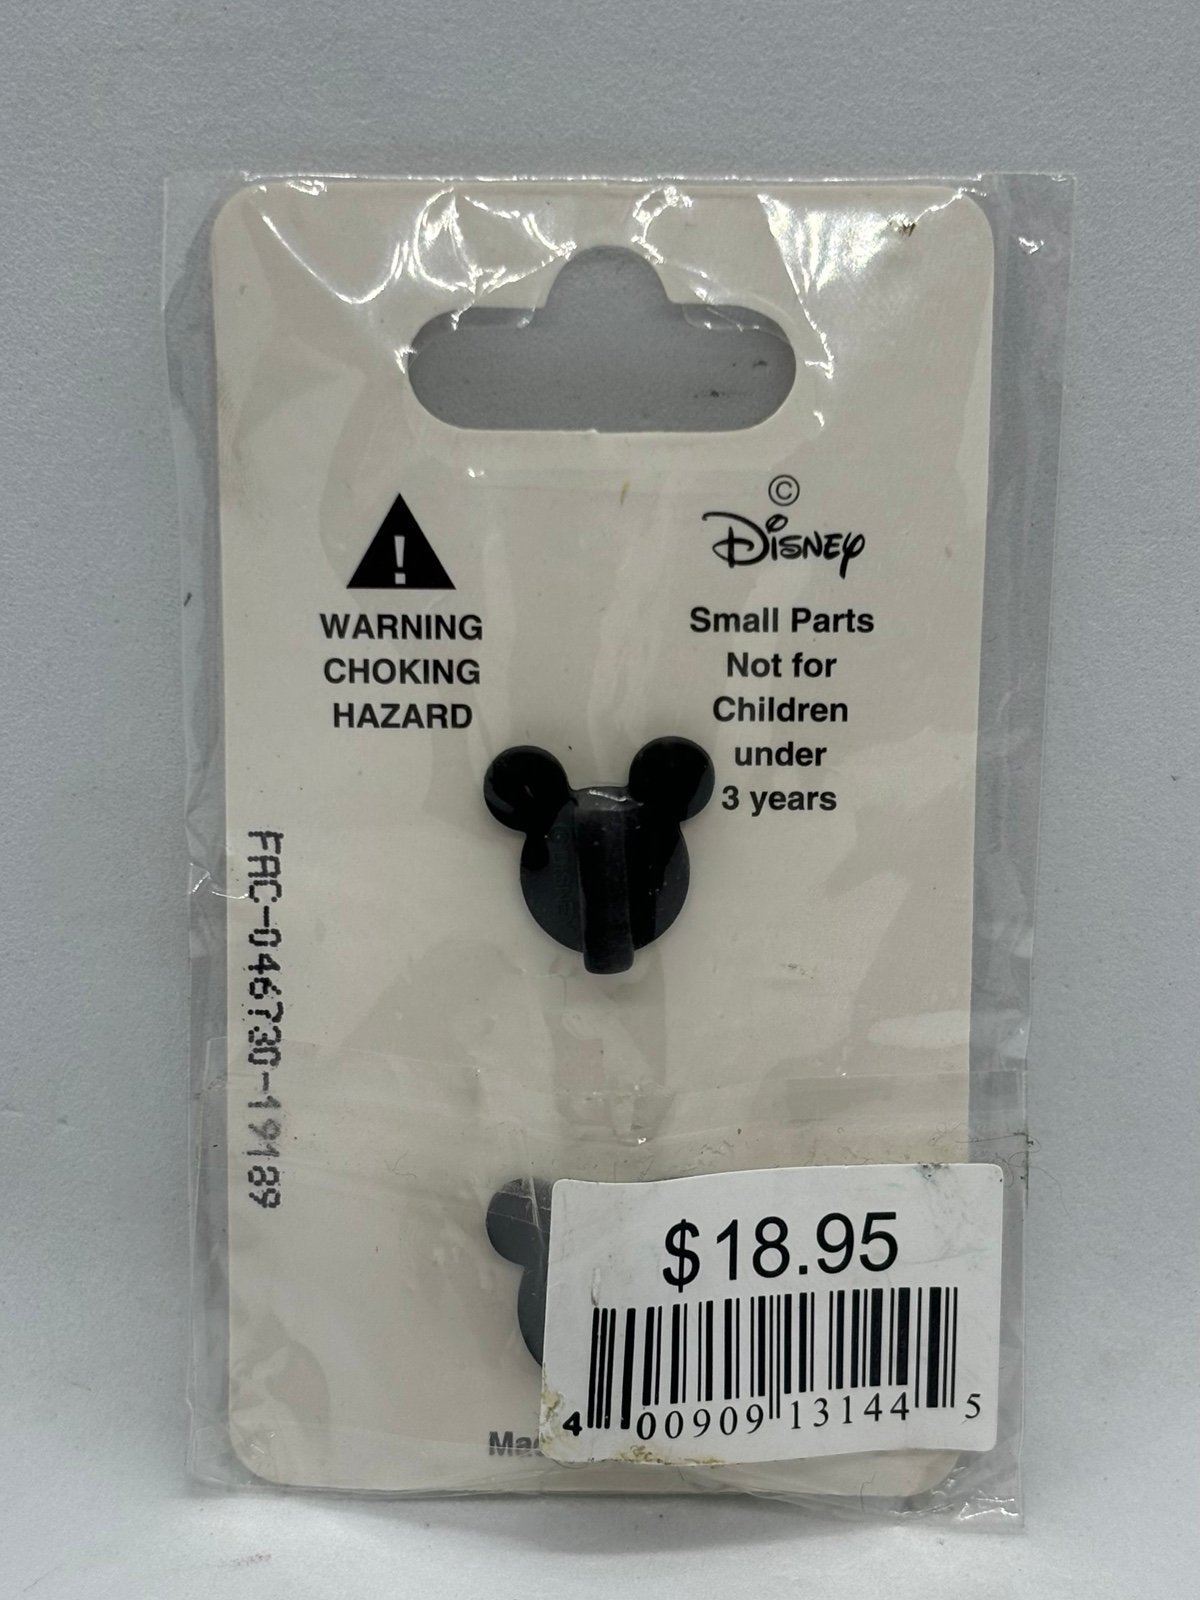 ©
Disney
WARNING
CHOKING
HAZARD
Small Parts
Not for
Children
under
3 years
FAC-046730-19189
$18.95
4 00909 13144 5